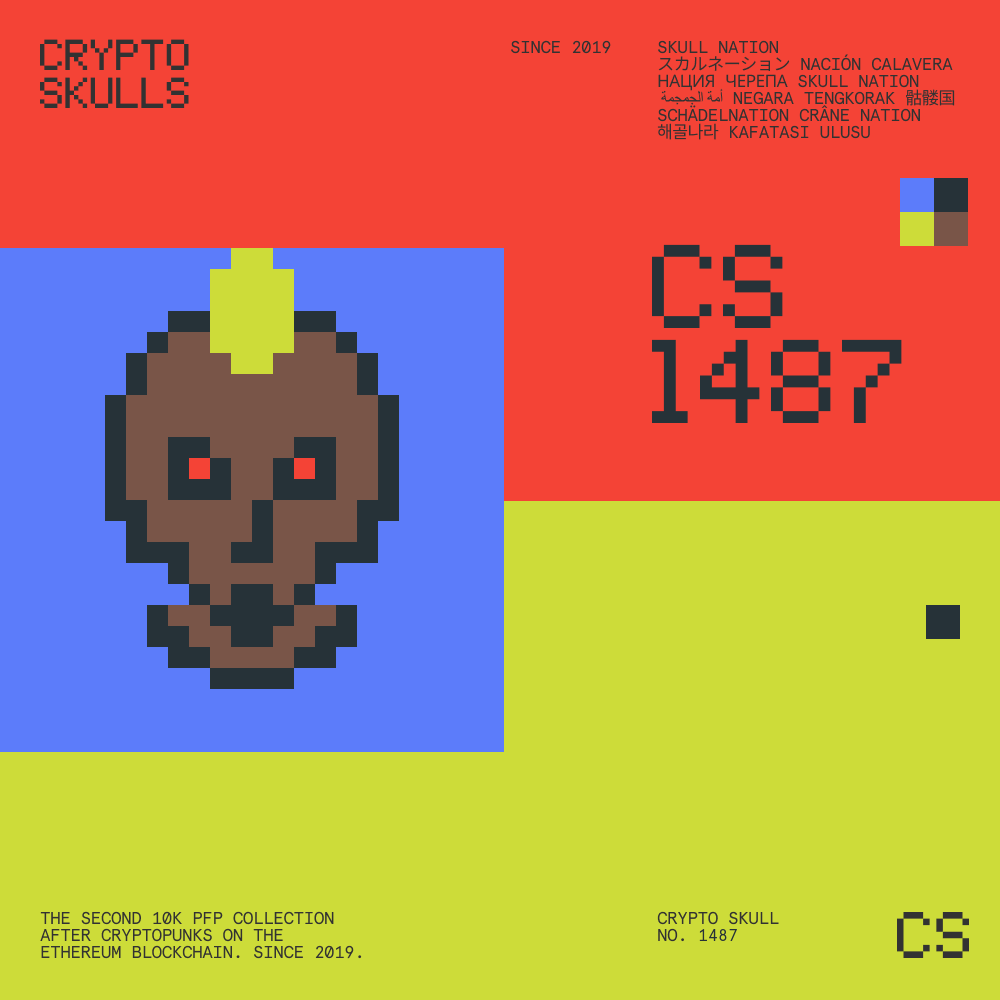 CRYPTO
SKULLS
SINCE 2019
SKULL NATION
スカルネーション NACIÓN CALAVERA
НАЦИЯ ЧЕРЕПА SKULL NATION
أمة الجمجمة NEGARA TENGKORAK 骷髅国
SCHÄDELNATION CRÂNE NATION
해골나라 KAFATASI ULUSU
CS
1487
THE SECOND 10K PFP COLLECTION
AFTER CRYPTOPUNKS ON THE
ETHEREUM BLOCKCHAIN. SINCE 2019.
CRYPTO SKULL
NO. 1487
CS